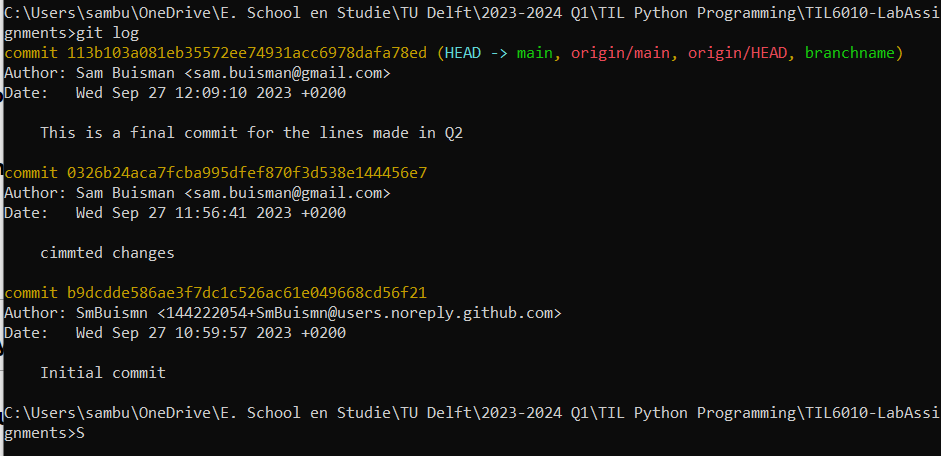 C:\Users\sambu\OneDrive\E. School en Studie\TU Delft\2023-2024 Q1\TIL Python Programming\TIL6010-LabAssi
gnments>git log
commit 113b103a081eb35572ee74931acc6978dafa78ed (HEAD -> main, origin/main, origin/HEAD, branchname)
Author: Sam Buisman <sam.buisman@gmail.com>
Date:   Wed Sep 27 12:09:10 2023 +0200
This is a final commit for the lines made in Q2
commit 0326b24aca7fcba995dfef870f3d538e144456e7
Author: Sam Buisman <sam.buisman@gmail.com>
Date:   Wed Sep 27 11:56:41 2023 +0200
cimmted changes
commit b9dcdde586ae3f7dc1c526ac61e049668cd56f21
Author: SmBuismn <144222054+SmBuismn@users.noreply.github.com>
Date:   Wed Sep 27 10:59:57 2023 +0200
Initial commit
C:\Users\sambu\OneDrive\E. School en Studie\TU Delft\2023-2024 Q1\TIL Python Programming\TIL6010-LabAssi
gnments>S